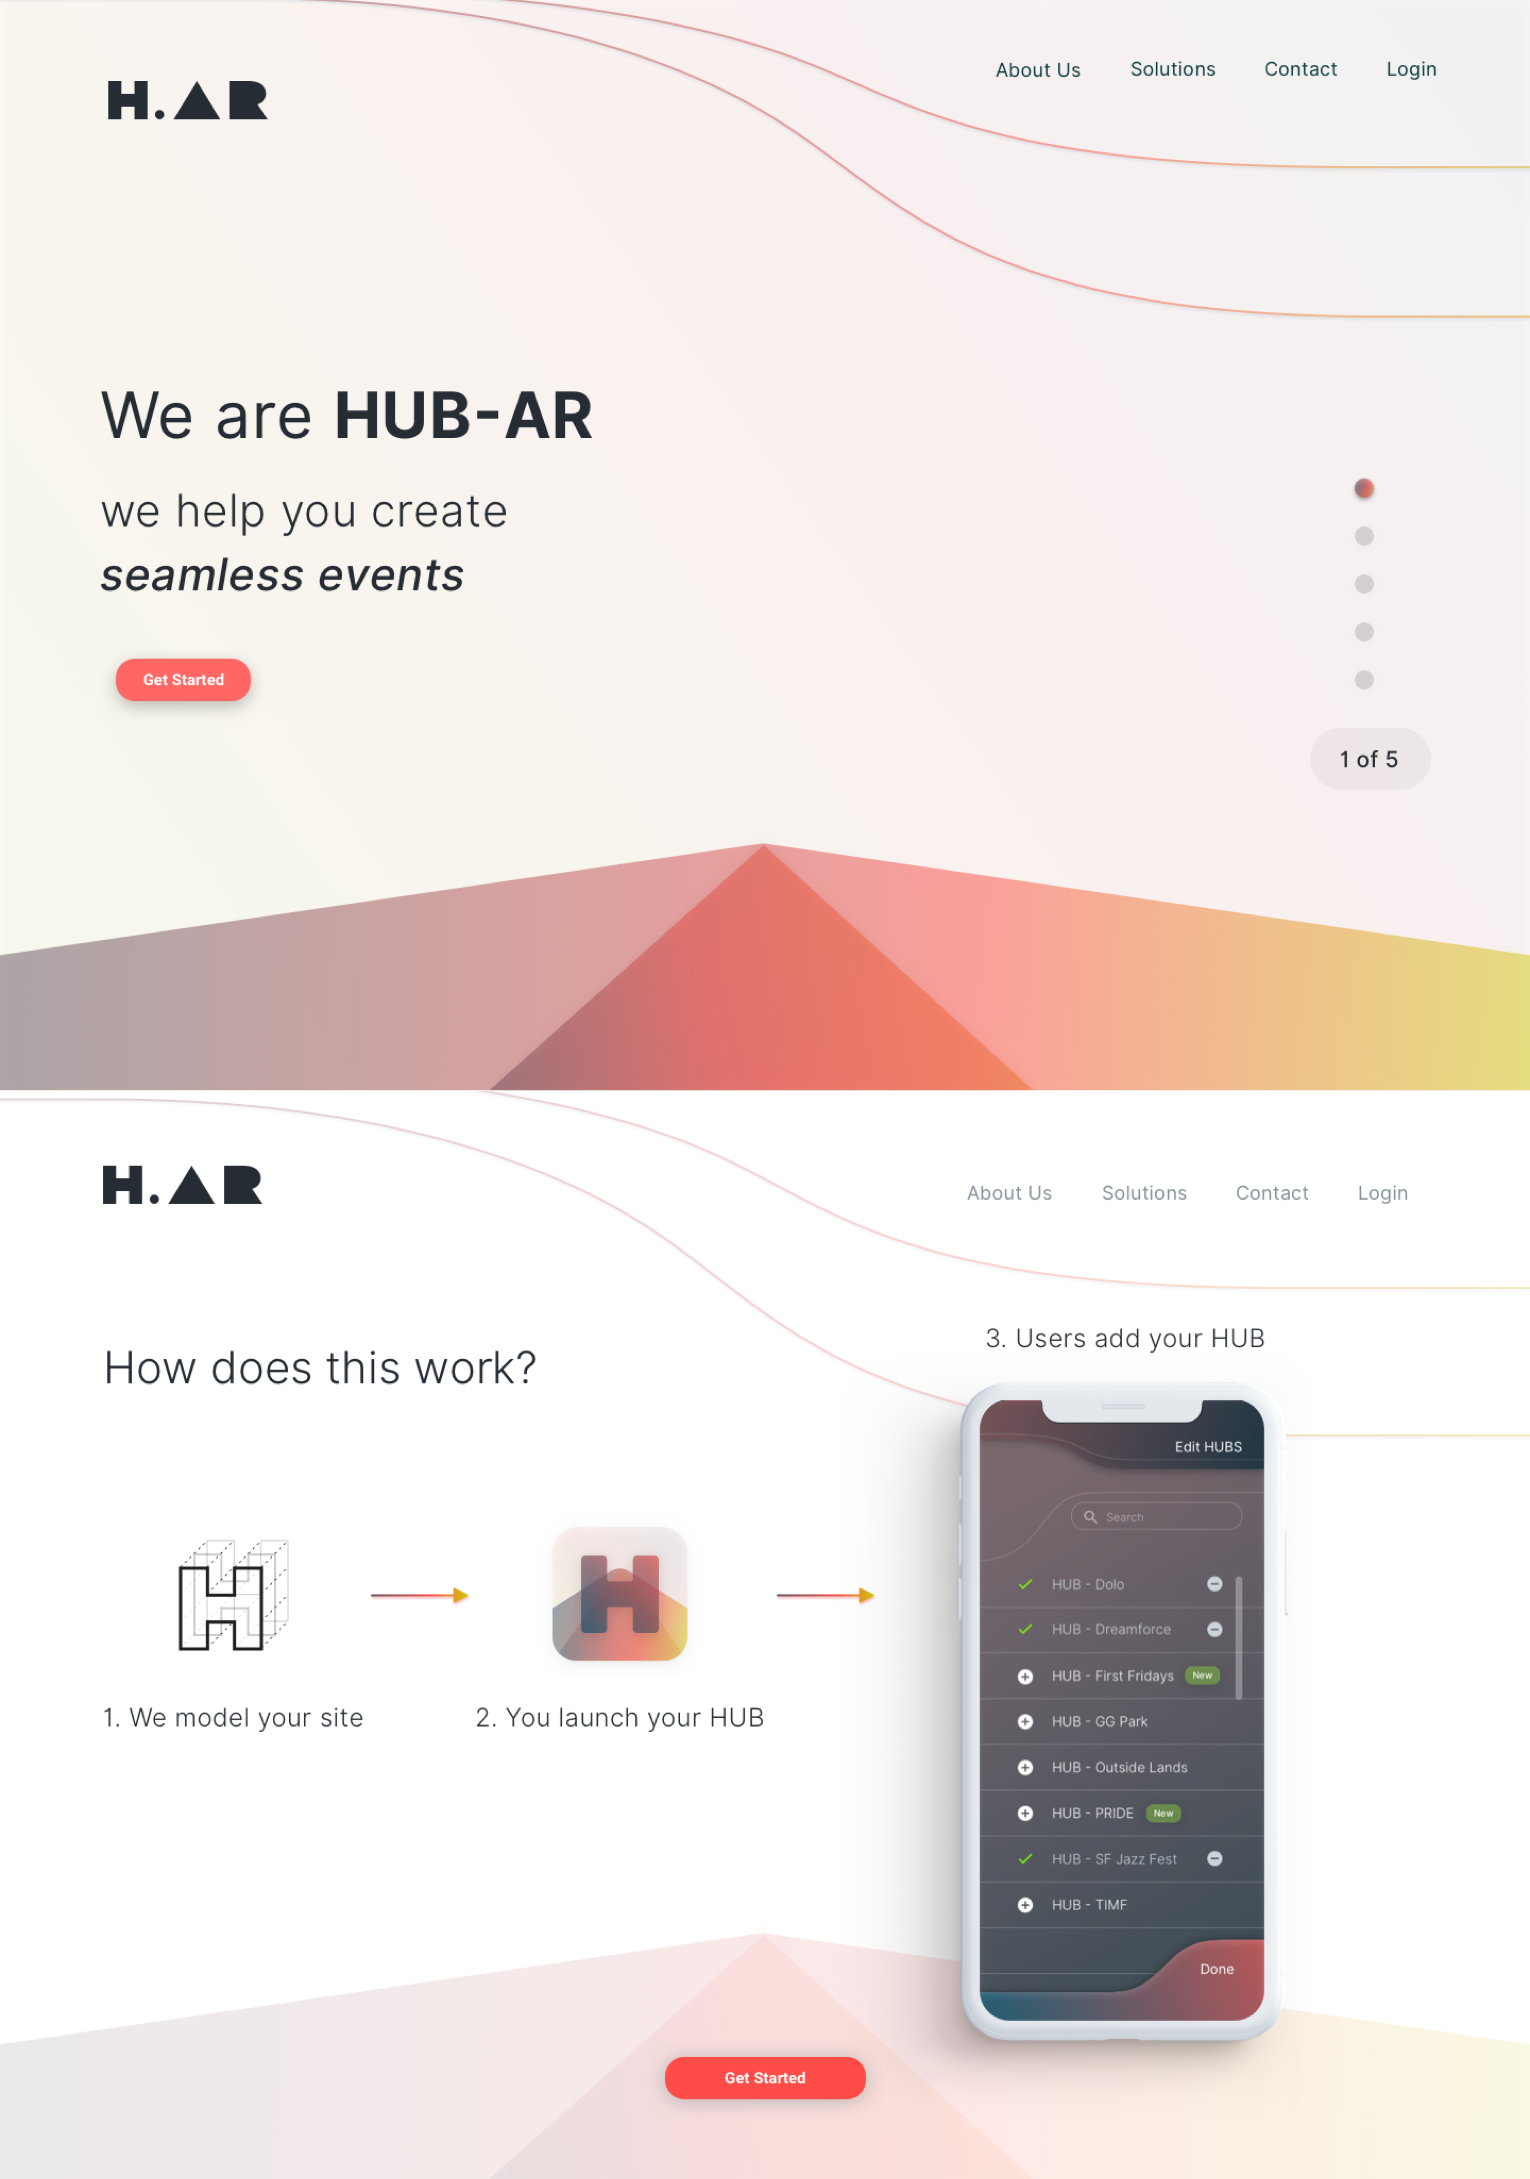 H.AR
About Us Solutions Contact Login
We are HUB-AR
we help you create
seamless events
Get Started
1 of 5
H.AR
About Us Solutions Contact Login
How does this work?
1. We model your site
H
2. You launch your HUB
3. Users add your HUB
Edit HUBS
Search
HUB - Dolo
HUB - Dreamforce
HUB - First Fridays New
HUB - GG Park
HUB - Outside Lands
HUB - PRIDE New
HUB - SF Jazz Fest
HUB - TIMF
Done
Get Started